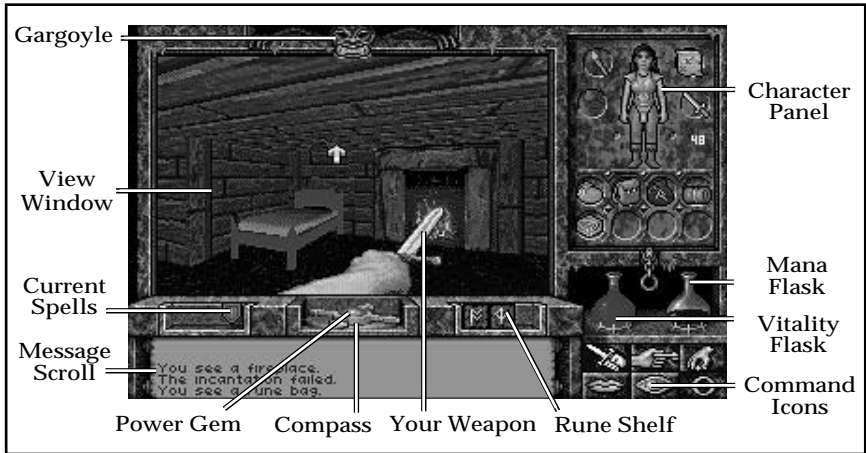 Gargoyle
Character
Panel
48
View
Window
Current
Spells
Mana
Flask
Vitality
Flask
Message
Scroll
You see a fireplace.
The incantation failed.
You see a rune bag.
Command
Icons
Power Gem
Compass
Your Weapon
Rune Shelf